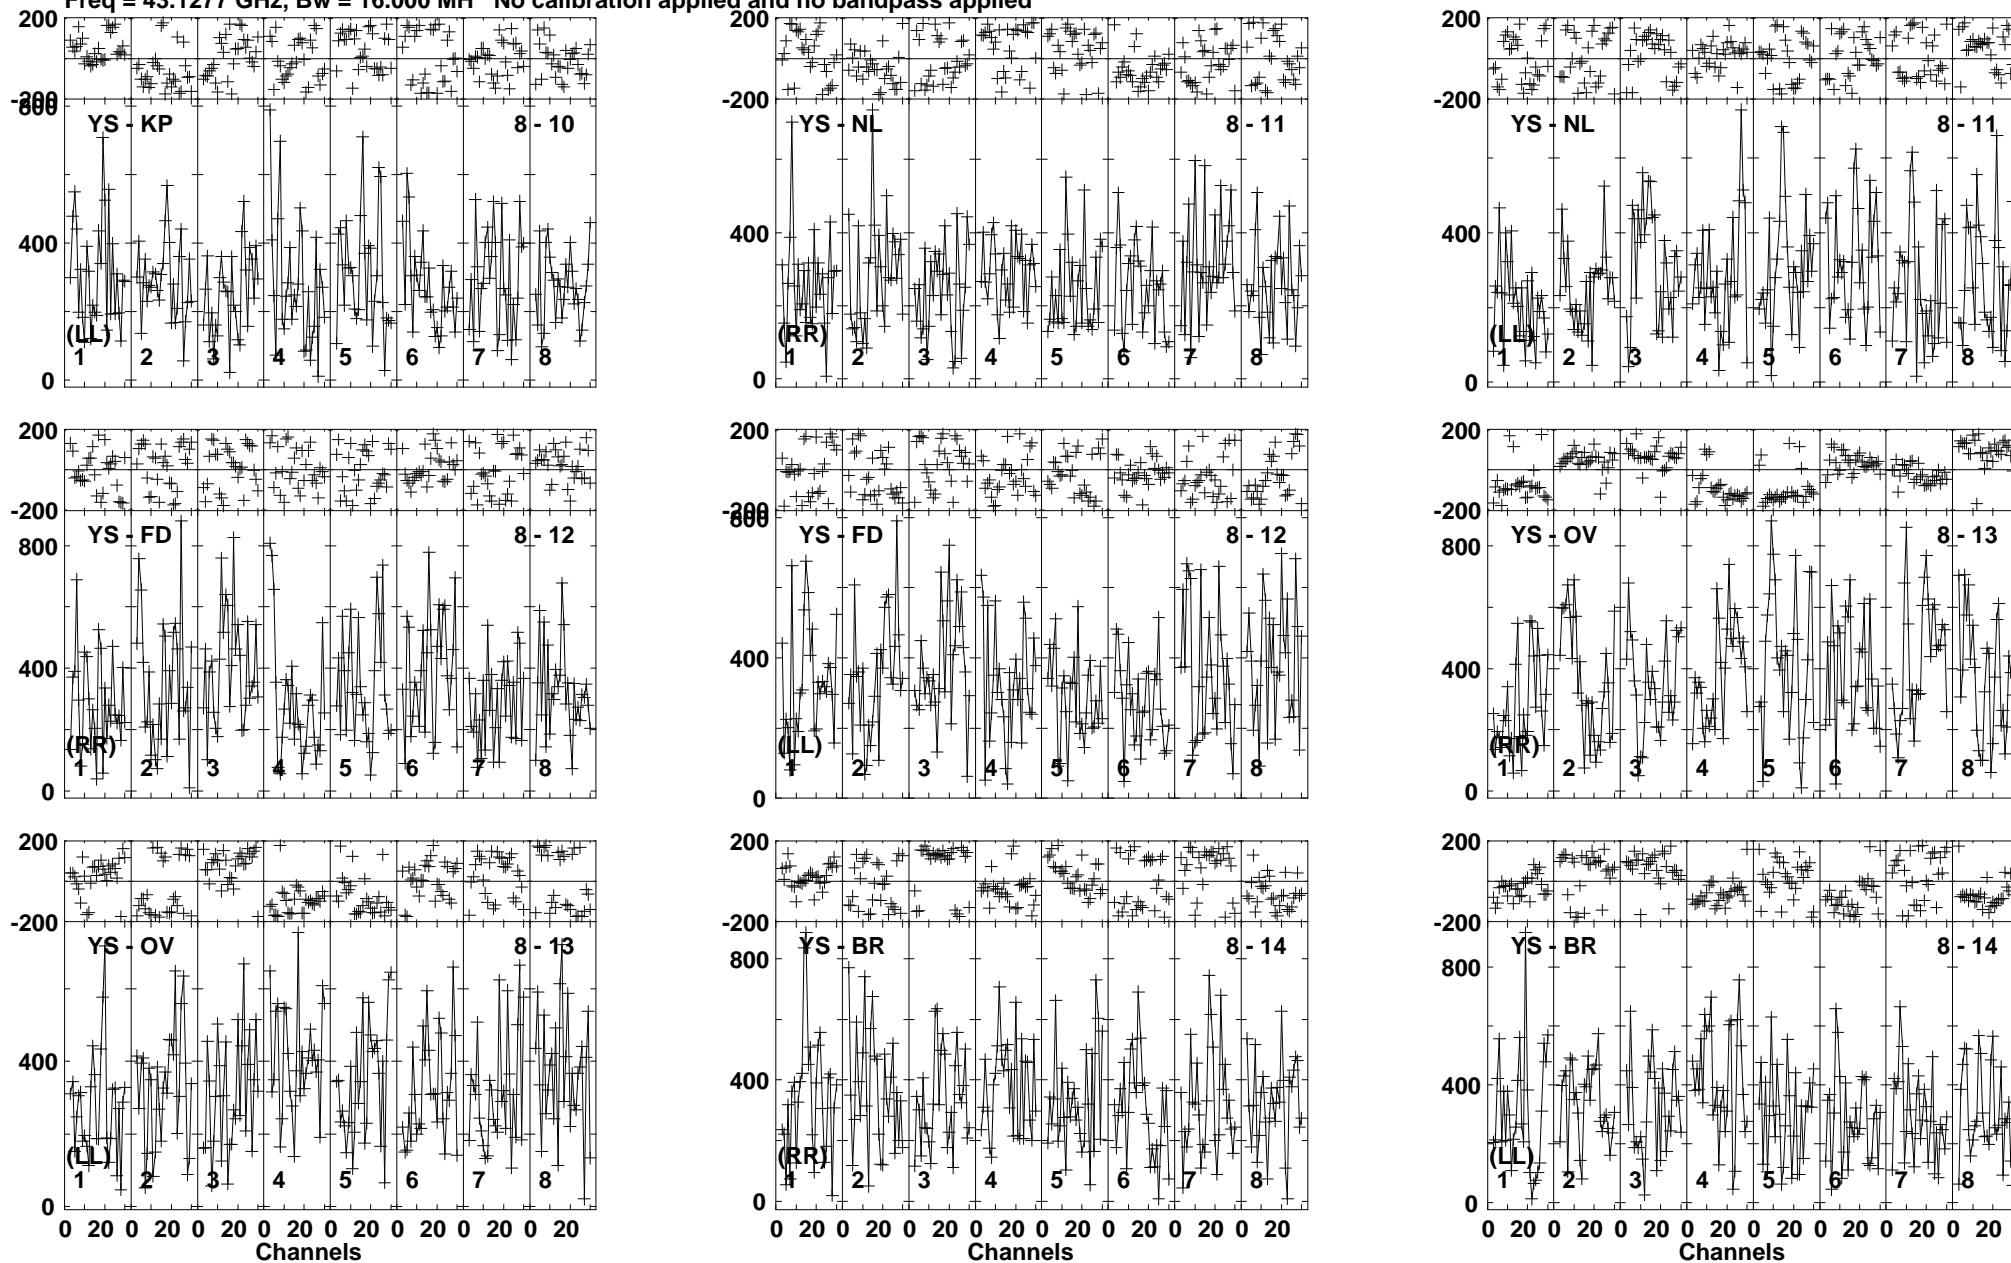 Freq = 43.1277 GHz, Bw = 16.000 MH No calibration applied and no bandpass applied
200 200 200
-200 -200 -200
800
YS - KP 8 - 10 YS - NL 8 - 11 YS - NL 8 - 11
400 400 400
(LL) (RR) (LL)
1 2 3 4 5 6 7 8 1 2 3 4 5 6 7 8 1 2 3 4 5 6 7 8
0 0 0
200 200 200
-200 -200 -200
800 800 800
YS - FD 8 - 12 YS - FD 8 - 12 YS - OV 8 - 13
400 400 400
(RR) (LL) (RR)
1 2 3 4 5 6 7 8 1 2 3 4 5 6 7 8 1 2 3 4 5 6 7 8
0 0 0
200 200 200
-200 -200 -200
YS - OV 8 - 13 YS - BR 8 - 14 YS - BR 8 - 14
800 800
400 400 400
(LL) (RR) (LL)
1 2 3 4 5 6 7 8 1 2 3 4 5 6 7 8 1 2 3 4 5 6 7 8
0 0 0
0 20 0 20 0 20 0 20 0 20 0 20 0 20 0 20 0 20 0 20 0 20 0 20 0 20 0 20 0 20 0 20 0 20 0 20 0 20 0 20 0 20 0 20 0 20 0 20
Channels Channels Channels